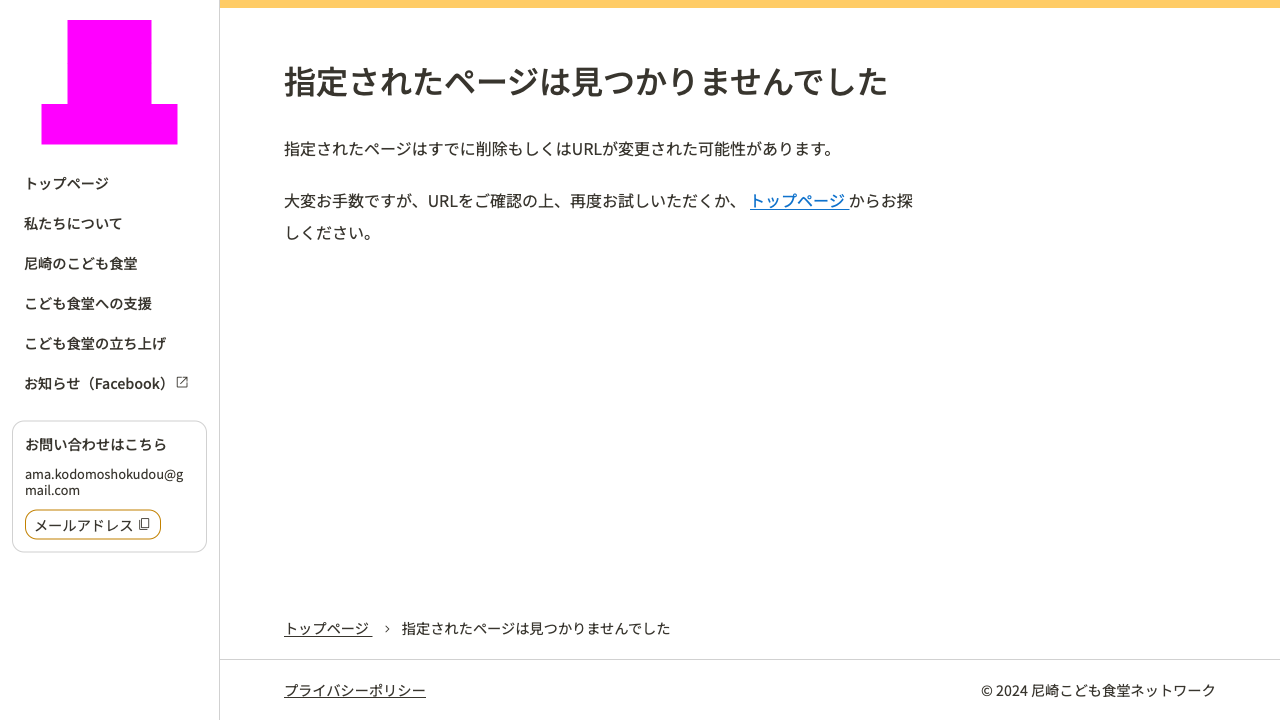 トップページ
私たちについて
尼崎のこども食堂
こども食堂への支援
こども食堂の立ち上げ
お知らせ（Facebook）
お問い合わせはこちら
ama.kodomoshokudou@g
mail.com
メールアドレス
指定されたページは見つかりませんでした
指定されたページはすでに削除もしくはURLが変更された可能性があります。
大変お手数ですが、URLをご確認の上、再度お試しいただくか、 トップページ からお探
しください。
トップページ > 指定されたページは見つかりませんでした
プライバシーポリシー
© 2024 尼崎こども食堂ネットワーク